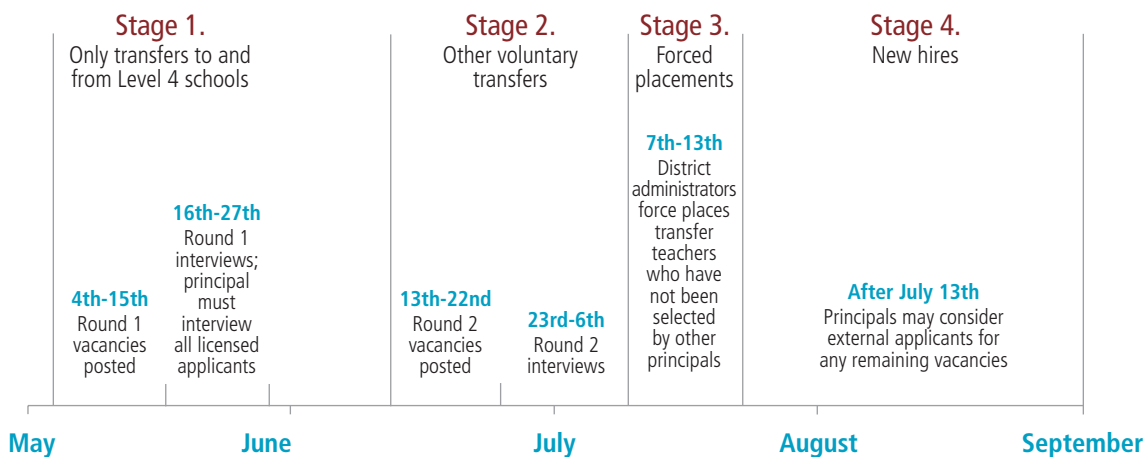 Stage 1.
Only transfers to and
from Level 4 schools
4th-15th
Round 1
vacancies
posted
16th-27th
Round 1
interviews;
principal
must
interview
all licensed
applicants
Stage 2.
Other voluntary
transfers
13th-22nd
Round 2
vacancies
posted
23rd-6th
Round 2
interviews
Stage 3.
Forced
placements
7th-13th
District
administrators
force places
transfer
teachers
who have
not been
selected
by other
principals
Stage 4.
New hires
After July 13th
Principals may consider
external applicants for
any remaining vacancies
May June July August September